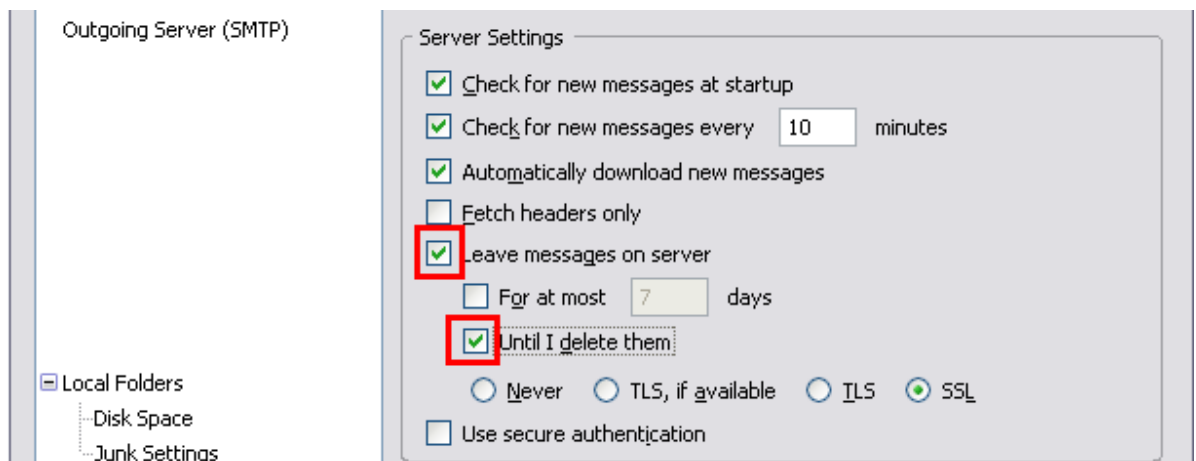 Outgoing Server (SMTP)
Server Settings
Check for new messages at startup
Check for new messages every 10 minutes
Automatically download new messages
Fetch headers only
Leave messages on server
For at most 7 days
Until I delete them
Never TLS, if available TLS SSL
Local Folders
Disk Space
Use secure authentication
Junk Settings